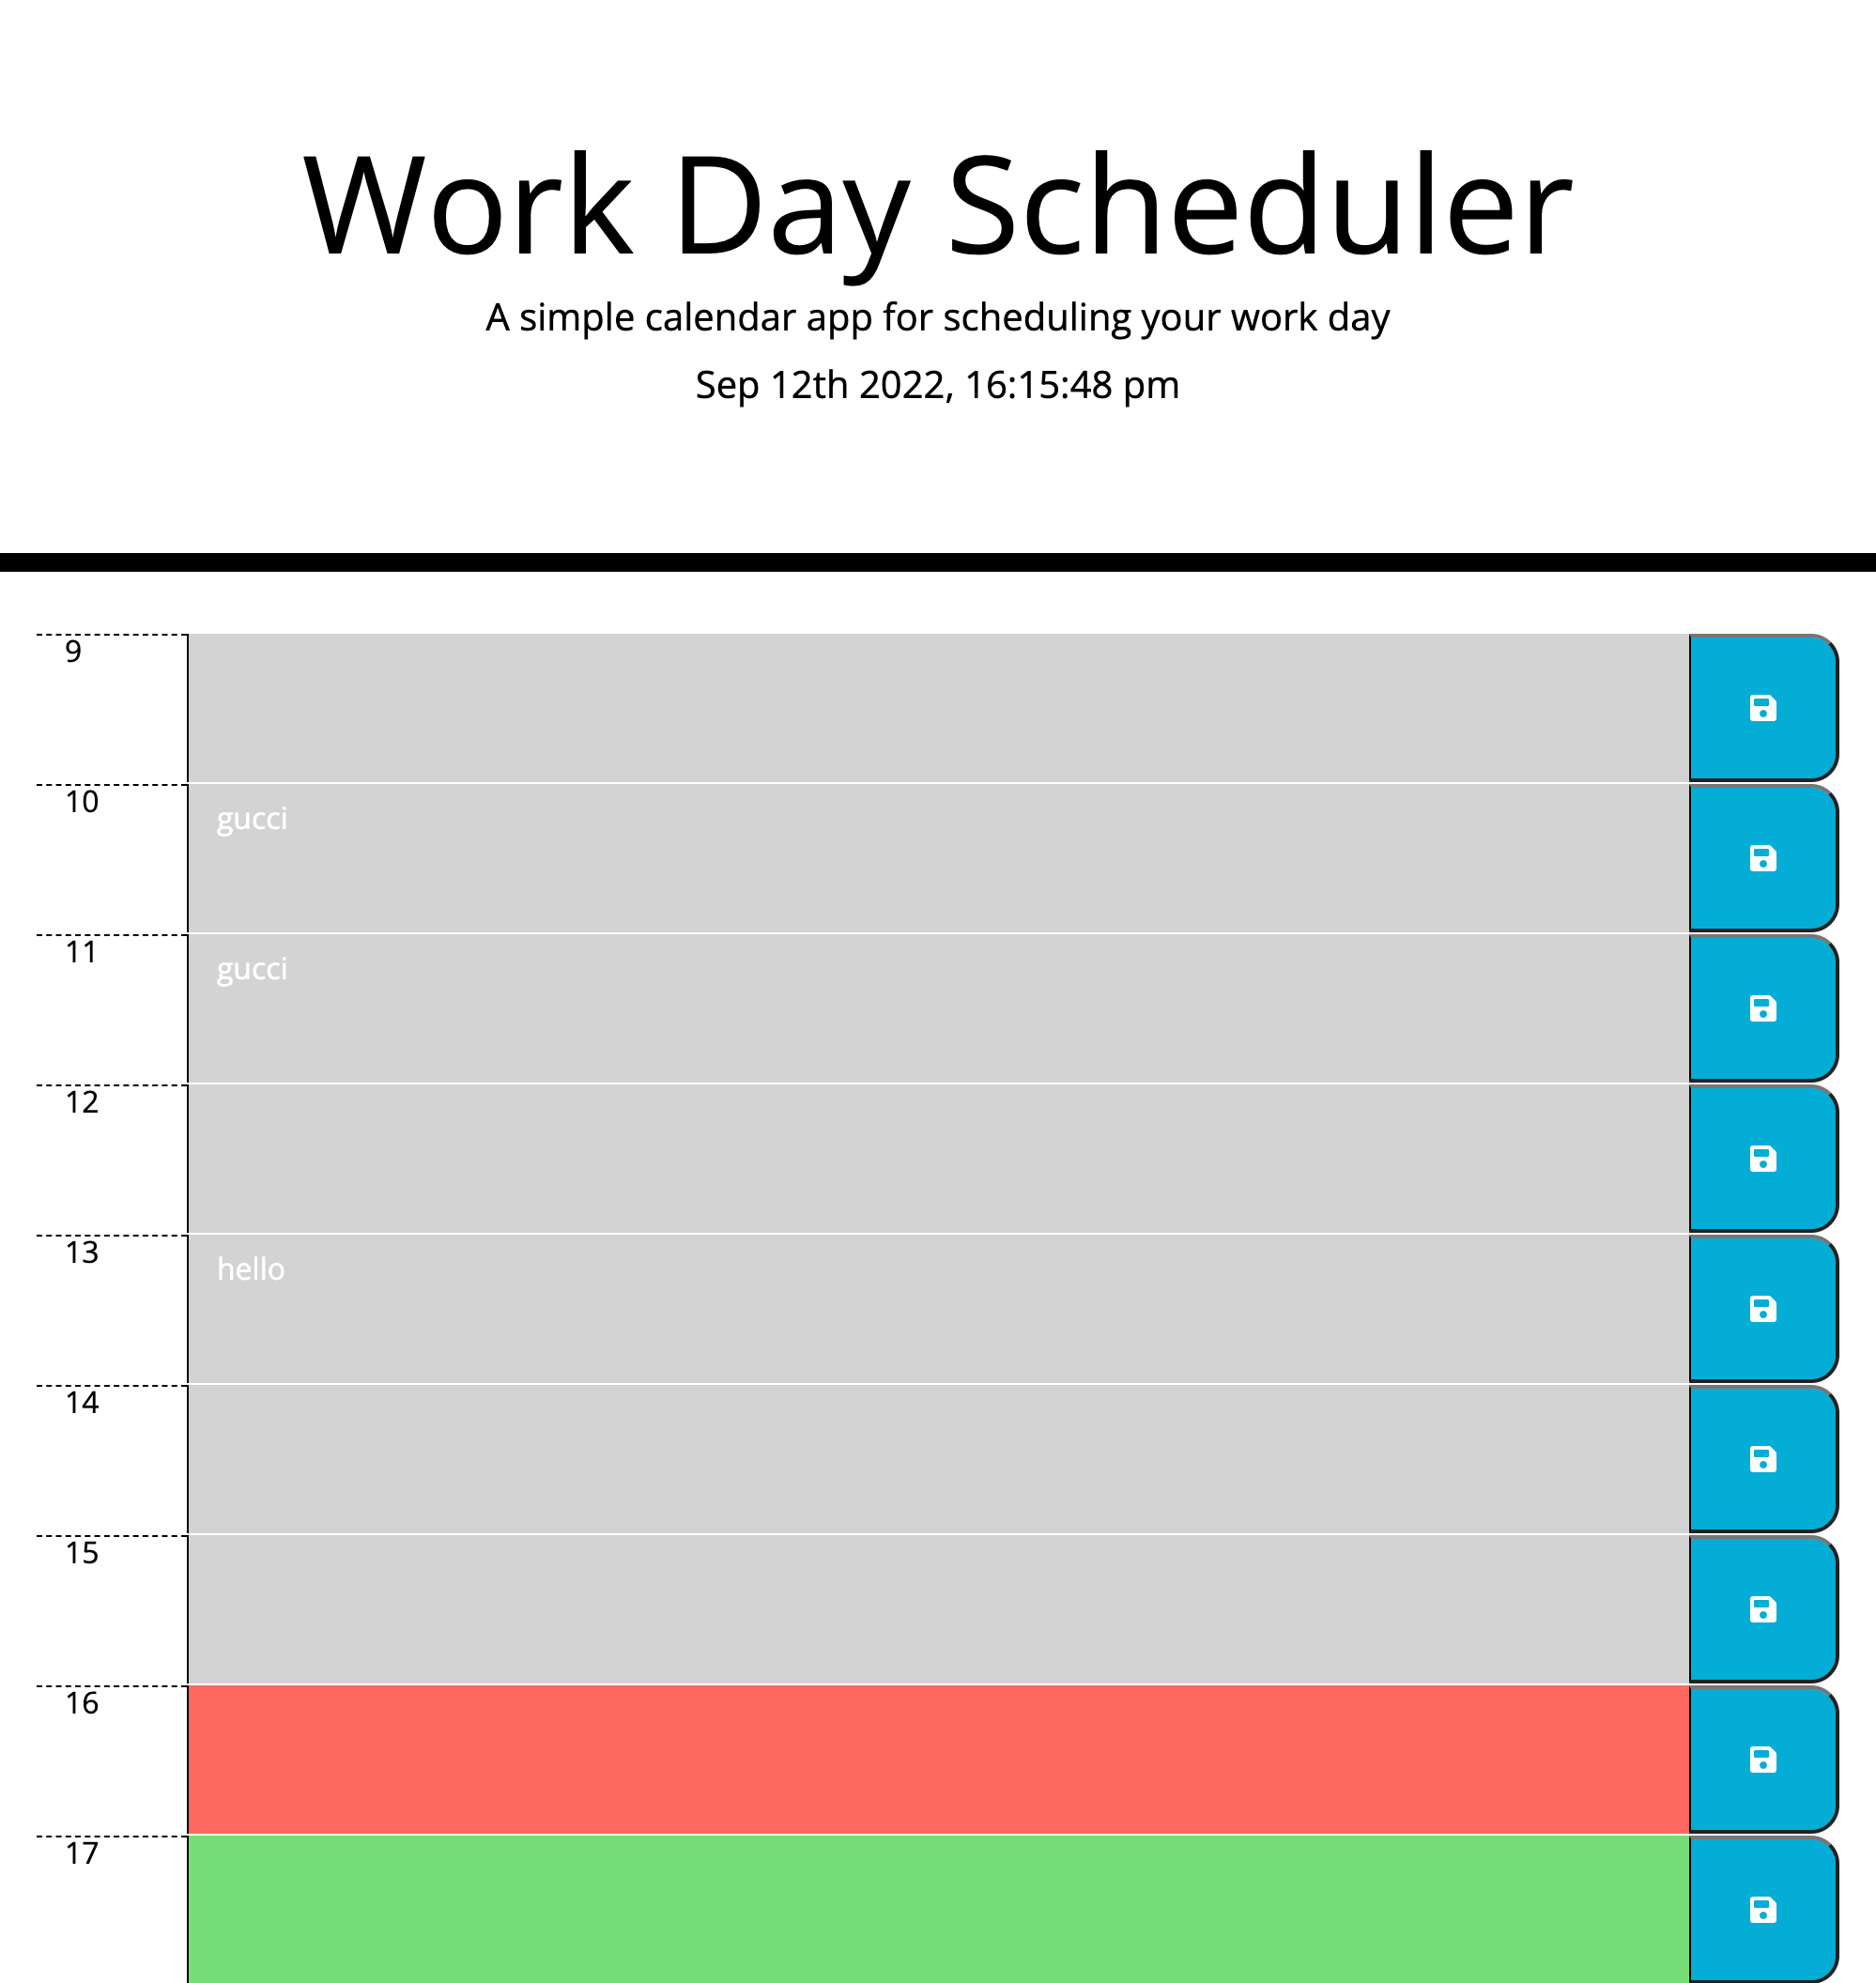 Work Day Scheduler
A simple calendar app for scheduling your work day
Sep 12th 2022, 16:15:48 pm
9
10
gucci
11
gucci
12
13
hello
14
15
16
17